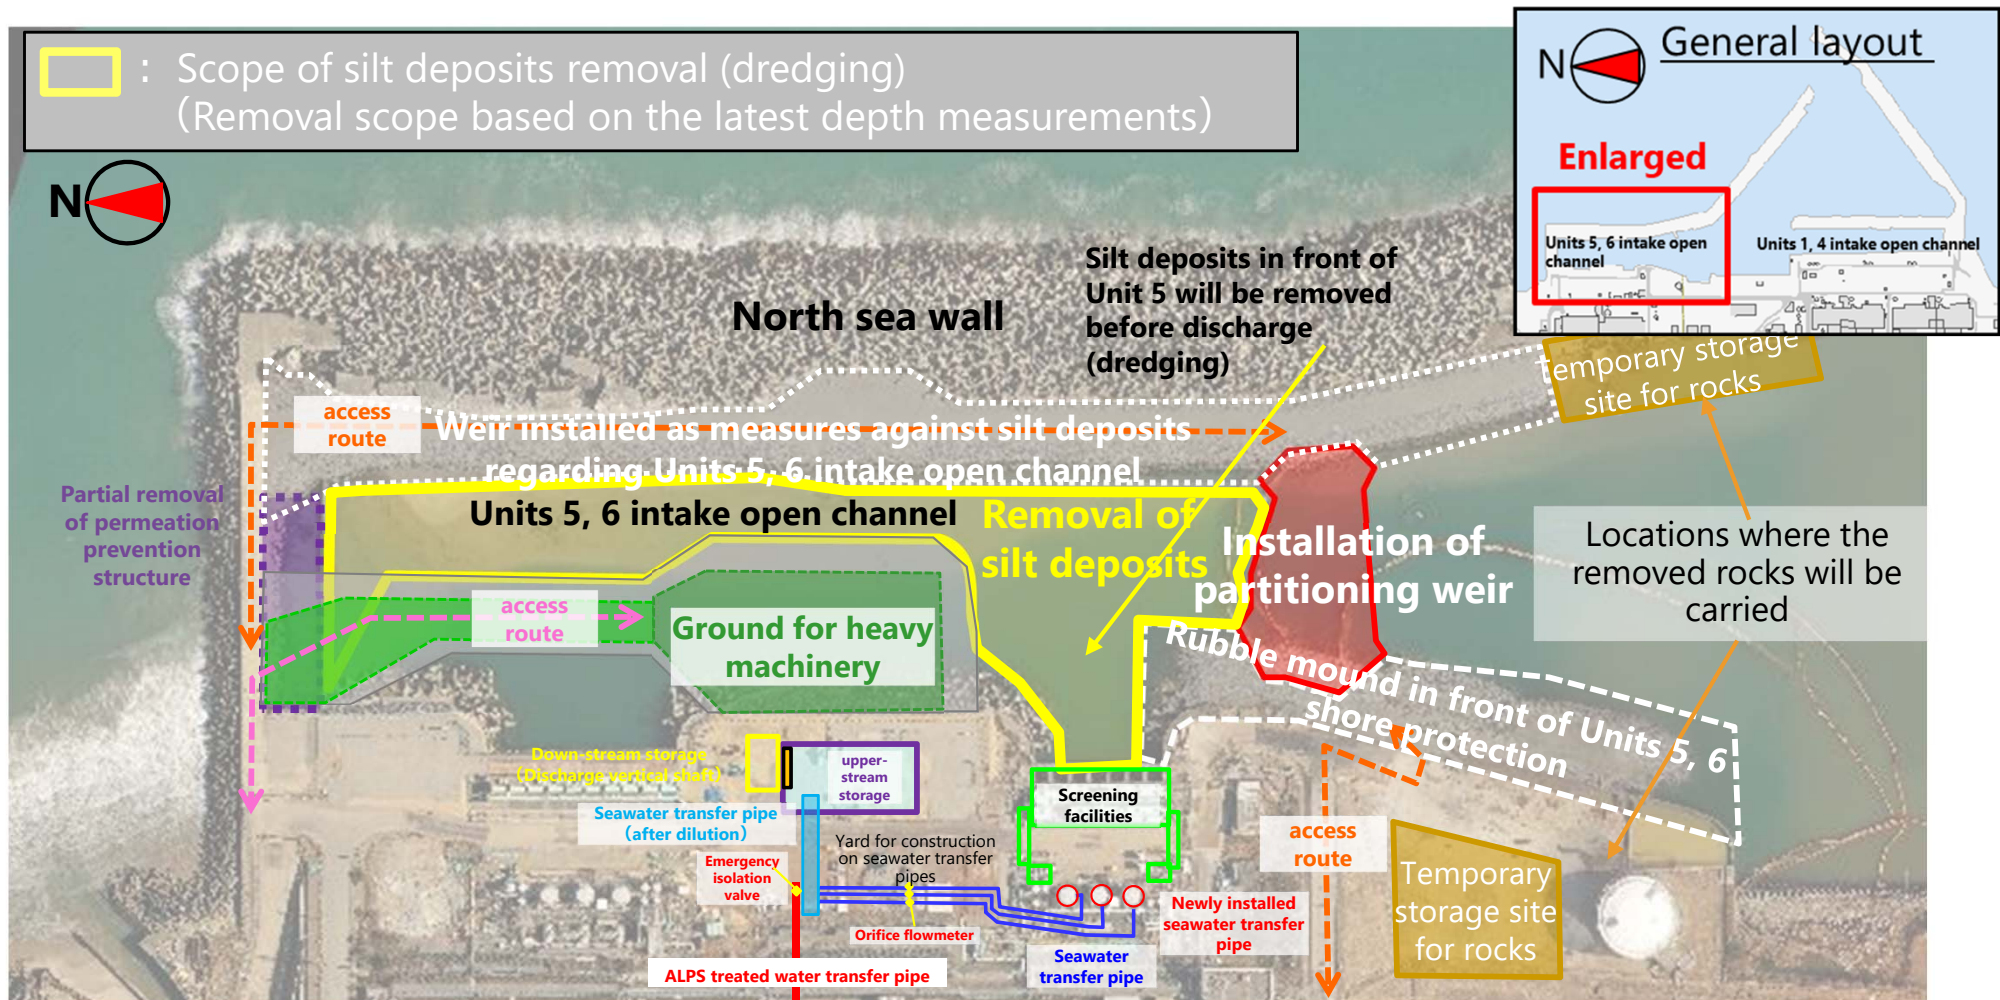 : Scope of silt deposits removal (dredging)
(Removal scope based on the latest depth measurements)
N
General layout
N
Enlarged
Units 5, 6 intake open
channel
Units 1, 4 intake open channel
North sea wall
Silt deposits in front of
Unit 5 will be removed
before discharge
(dredging)
Temporary storage
site for rocks
access
route
Weir installed as measures against silt deposits
regarding Units 5, 6 intake open channel
Units 5, 6 intake open channel
Removal of
silt deposits
Partial removal
of permeation
prevention
structure
Installation of
partitioning weir
Locations where the
removed rocks will be
carried
access
route
Ground for heavy
machinery
Rubble mound in front of Units 5, 6
shore protection
Down-stream storage
(Discharge vertical shaft)
upper-
stream
storage
Screening
facilities
Seawater transfer pipe
(after dilution)
Yard for construction
on seawater transfer
pipes
Emergency
isolation
valve
Orifice flowmeter
access
route
Temporary
storage site
for rocks
Newly installed
seawater transfer
pipe
Seawater
transfer pipe
ALPS treated water transfer pipe